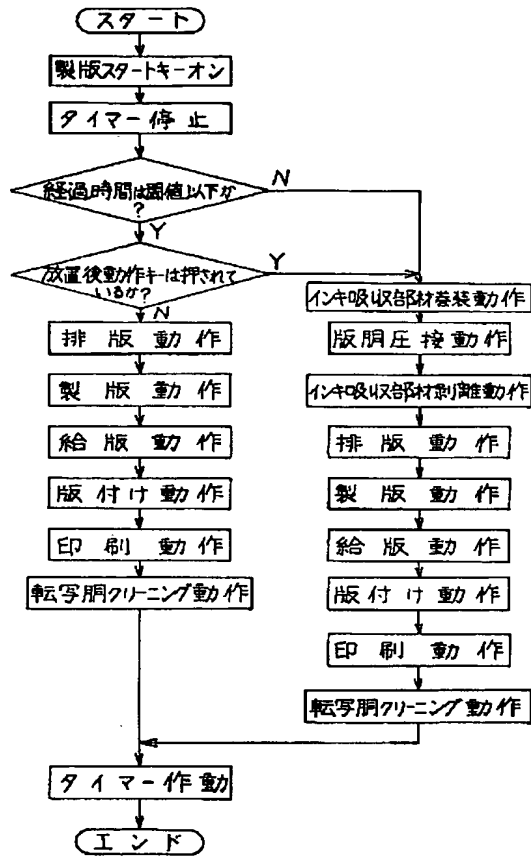 スタート
製版スタートキーオン
タイマー停止
経過時間は閾値以下か
?
N
Y
放置後動作キーは押されて
いるか?
Y
N
排版動作
製版動作
給版動作
版付け動作
印刷動作
転写胴クリーニング動作
インキ吸収部材巻装動作
版胴圧接動作
インキ吸収部材剥離動作
排版動作
製版動作
給版動作
版付け動作
印刷動作
転写胴クリーニング動作
タイマー作動
エンド